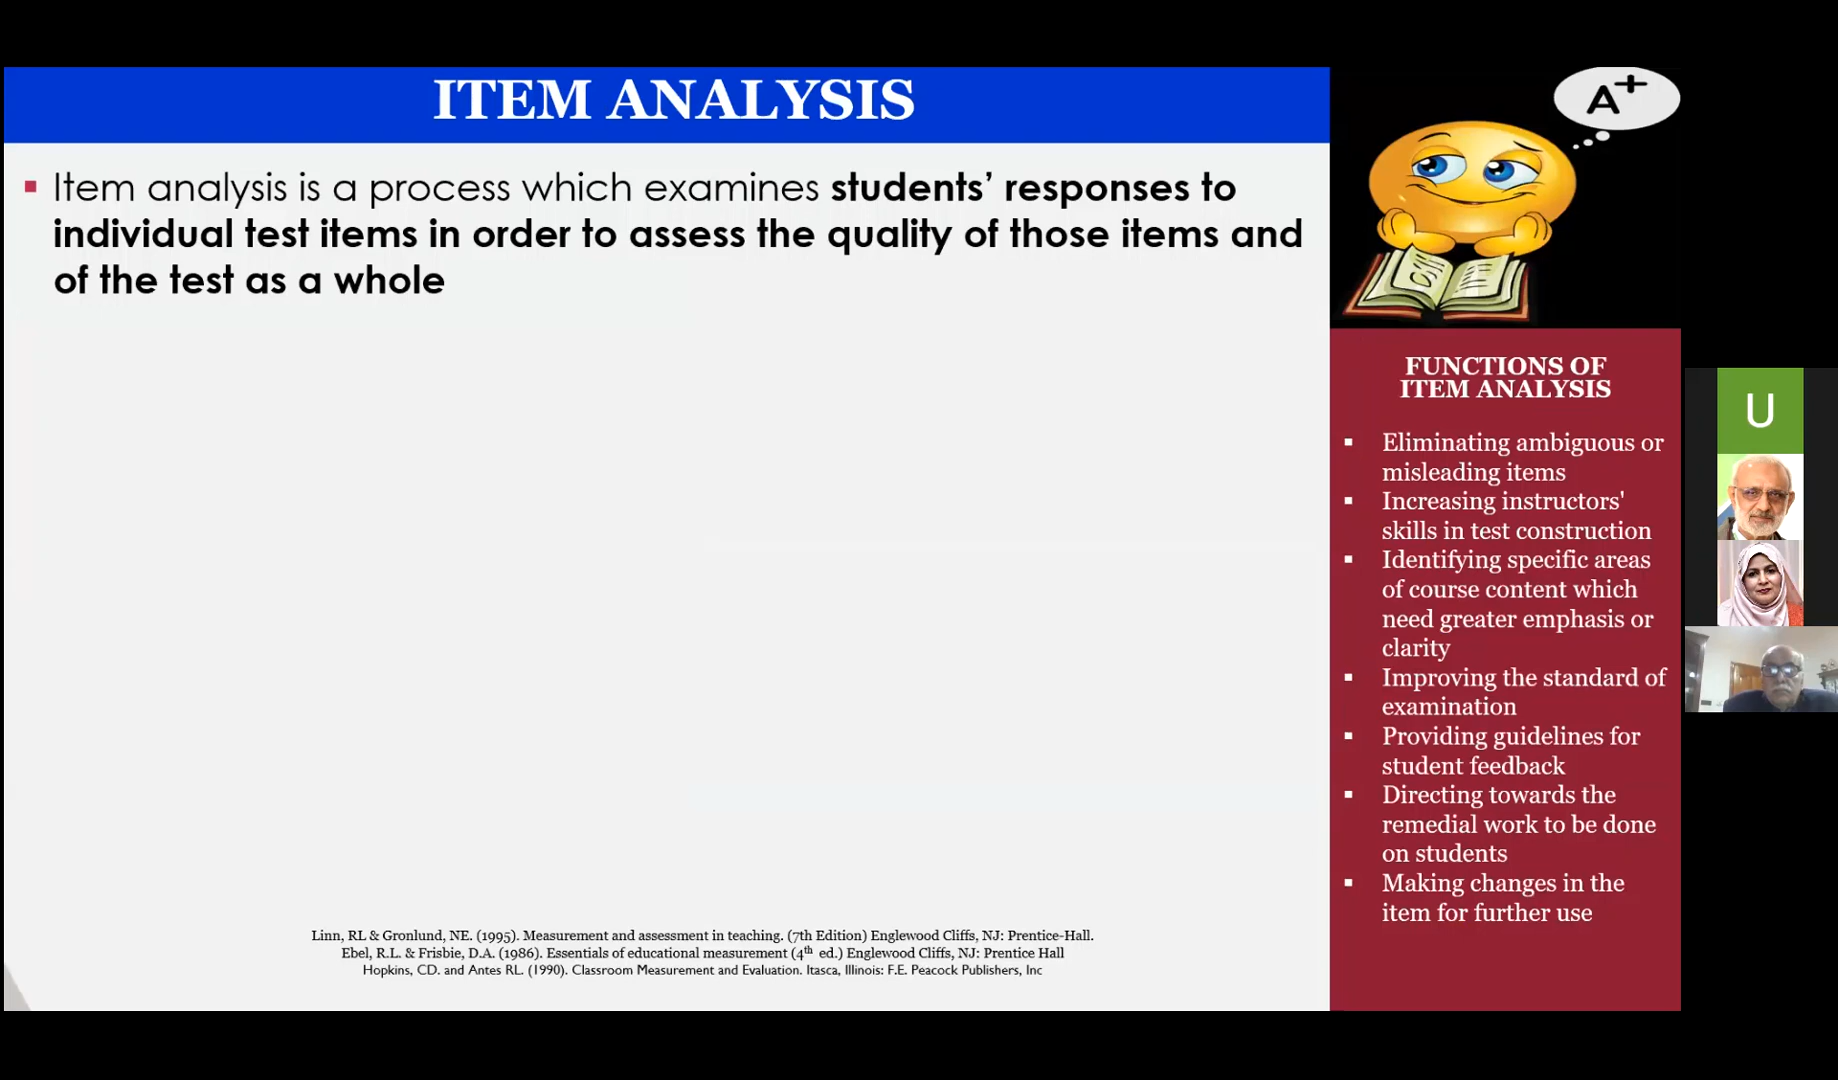 ITEM ANALYSIS
▪ Item analysis is a process which examines students’ responses to
individual test items in order to assess the quality of those items and
of the test as a whole
Linn, RL & Gronlund, NE. (1995). Measurement and assessment in teaching. (7th Edition) Englewood Cliffs, NJ: Prentice-Hall.
Ebel, R.L. & Frisbie, D.A. (1986). Essentials of educational measurement (4th ed.) Englewood Cliffs, NJ: Prentice Hall
Hopkins, CD. and Antes RL. (1990). Classroom Measurement and Evaluation. Itasca, Illinois: F.E. Peacock Publishers, Inc
A+
FUNCTIONS OF
ITEM ANALYSIS
▪ Eliminating ambiguous or
misleading items
▪ Increasing instructors'
skills in test construction
▪ Identifying specific areas
of course content which
need greater emphasis or
clarity
▪ Improving the standard of
examination
▪ Providing guidelines for
student feedback
▪ Directing towards the
remedial work to be done
on students
▪ Making changes in the
item for further use
U